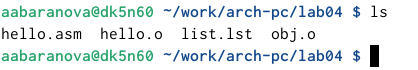 aabaranova@dk5n60 ~/work/arch-pc/lab04 $ ls
hello.asm  hello.o  list.lst  obj.o
aabaranova@dk5n60 ~/work/arch-pc/lab04 $